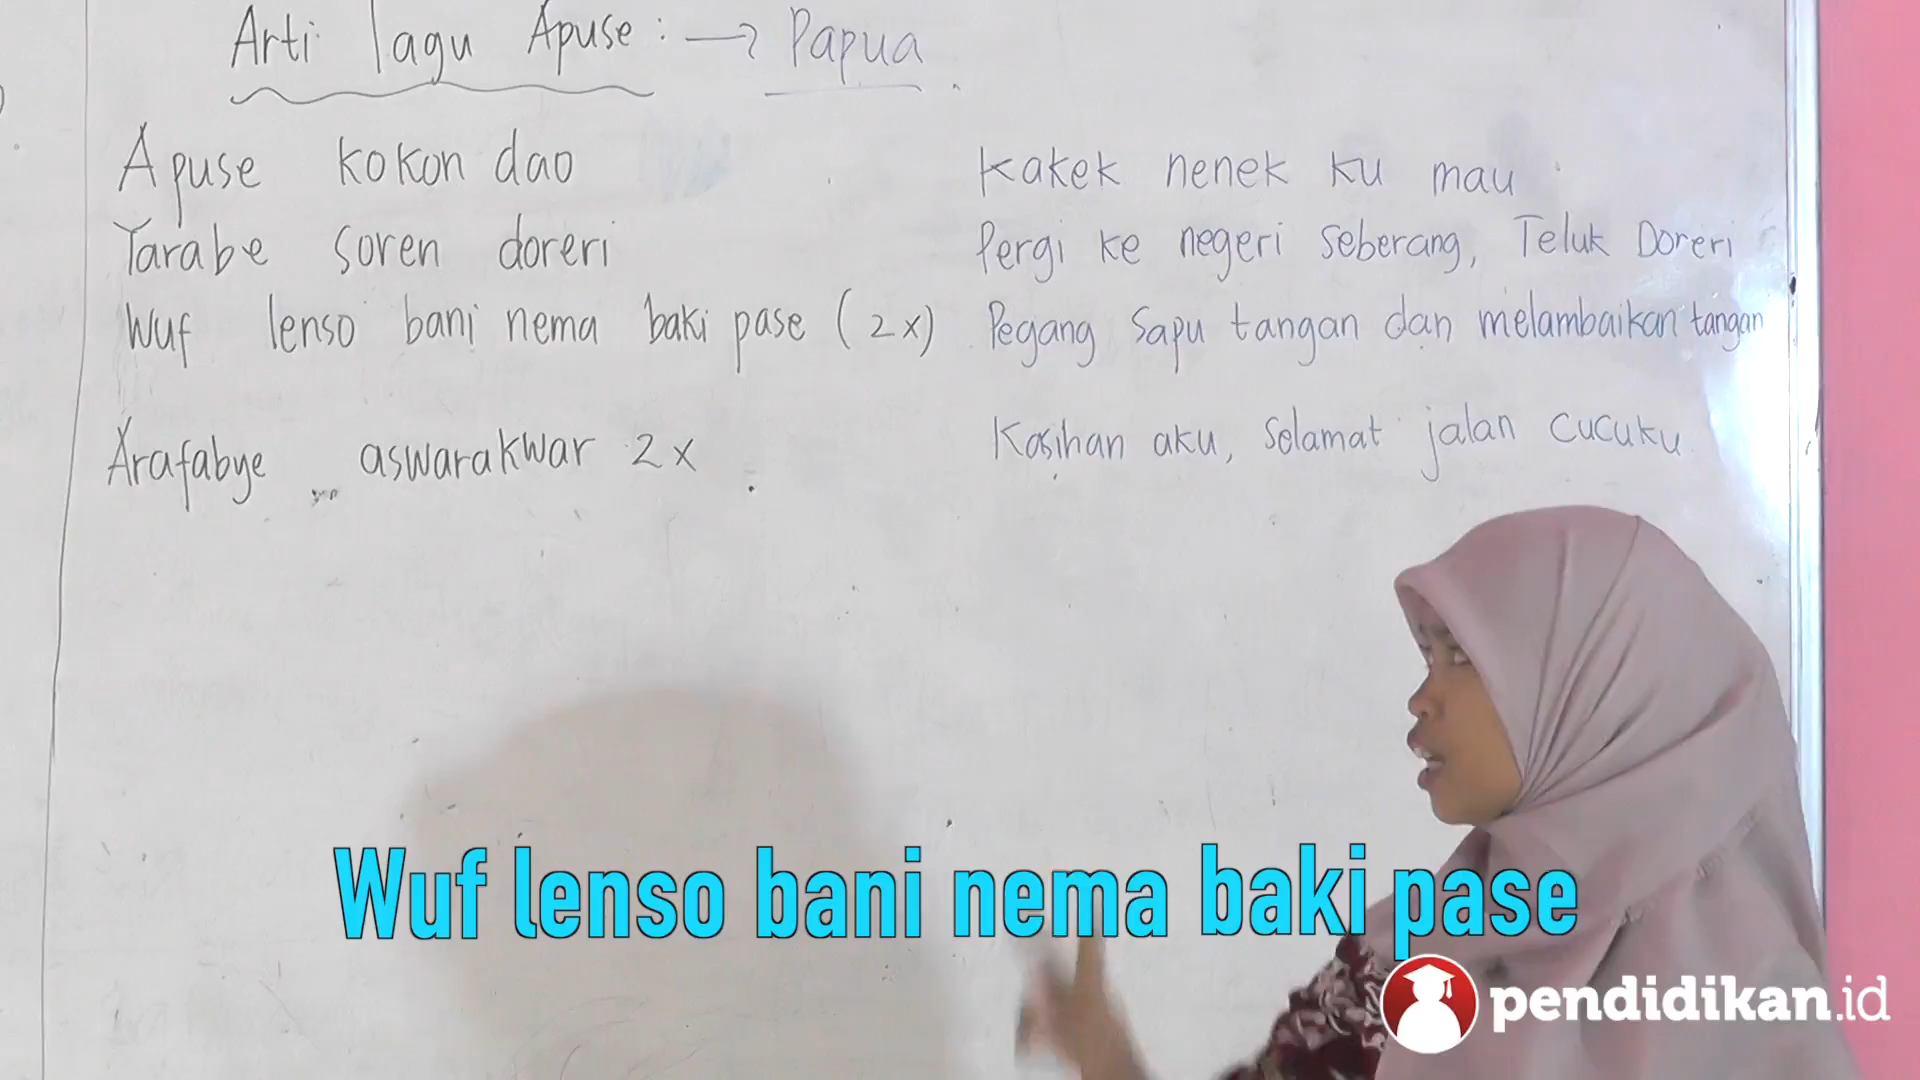 Arti lagu Apuse : → Papua
Apuse kokon dao
Yarabe soren doreri
Wuf lenso bani nema baki pase (2x)
Arafabye aswarakwar 2x
Kakek nenek ku mau
Pergi ke negeri seberang, Teluk Doreri
Pegang sapu tangan dan melambaikan tangan
Kasihan aku, selamat jalan cucuku
Wuf lenso bani nema baki pase
pendidikan.id